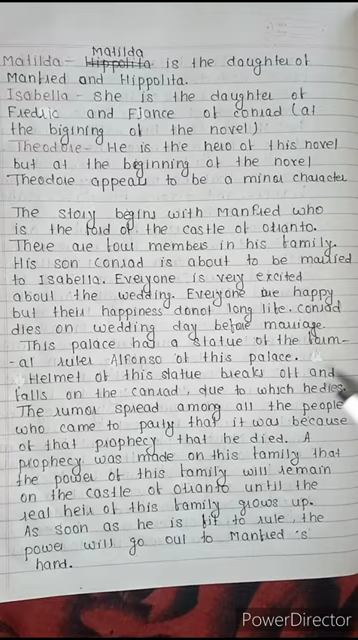 Matilda
Matilda - Hippolita is the daughter of
Manfried and Hippolita.
Isabella - she is the daughter of
Fredric and Fiance of conrad (at
the bigining of the novel)
Theodore - He is the hero of this novel
but at the beginning of the novel
Theodore appears to be a minor character
The story begins with Manfried who
is the lord of the castle of otranto.
There are four members in his family.
His son conrad is about to be married
to Isabella. Everyone is very excited
about the wedding. Everyone are happy
but their happiness donot long life. conrad
dies on wedding day before marriage.
This palace has a statue of the form-
-al ruler Alfonso of this palace.
Helmet of this statue breaks off and
falls on the conrad, due to which he dies.
The rumor spread among all the people
who came to party that it was because
of that prophecy that he died. A
prophecy was made on this family that
the power of this family will remain
on the castle of otranto until the
real heir of this family grows up.
As soon as he is fit to rule, the
power will go out to Manfried 's
hand.
PowerDirector